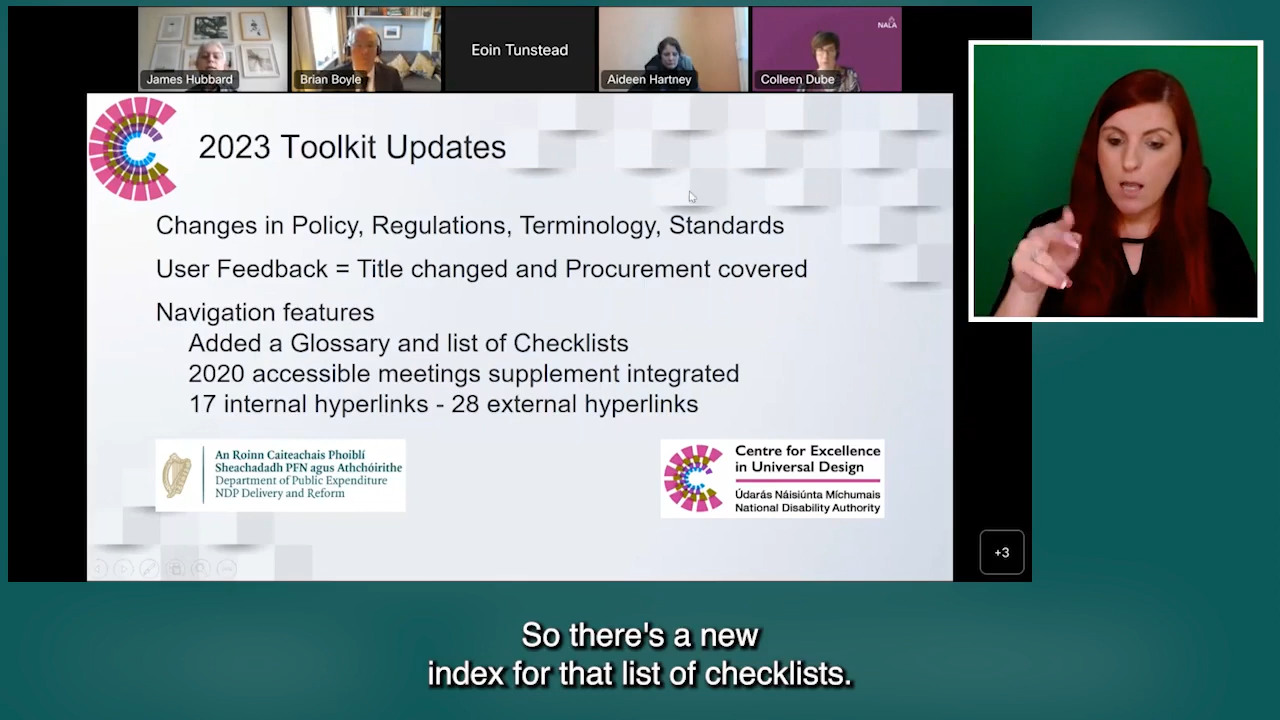 James Hubbard
Brian Boyle
Eoin Tunstead
Aideen Hartney
Colleen Dube
NALA
2023 Toolkit Updates
Changes in Policy, Regulations, Terminology, Standards
User Feedback = Title changed and Procurement covered
Navigation features
Added a Glossary and list of Checklists
2020 accessible meetings supplement integrated
17 internal hyperlinks - 28 external hyperlinks
An Roinn Caiteachais Phoiblí
Sheachadadh PFN agus Athchóirithe
Department of Public Expenditure
NDP Delivery and Reform
Centre for Excellence
in Universal Design
Údarás Náisiúnta Míchumais
National Disability Authority
+3
So there's a new
index for that list of checklists.